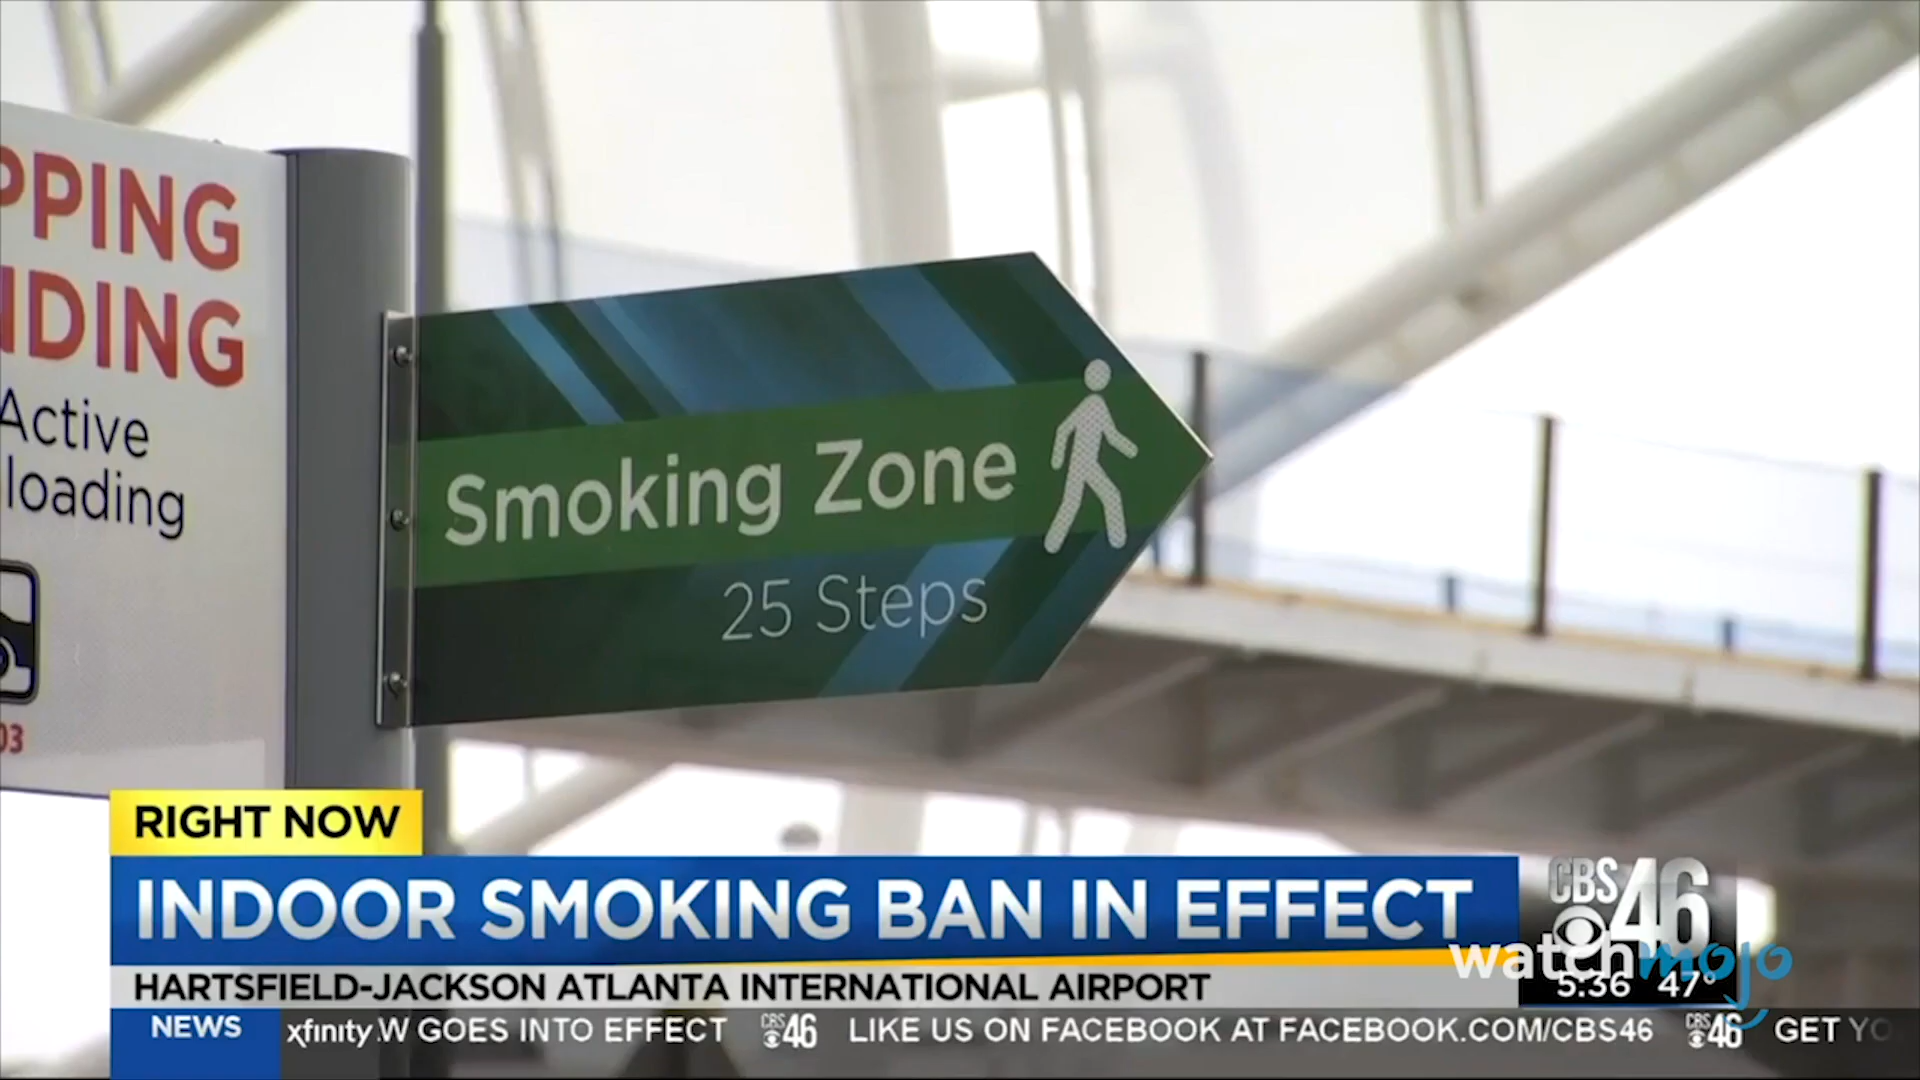 PPING
NDING
Active
loading
03
Smoking Zone
25 Steps
RIGHT NOW
INDOOR SMOKING BAN IN EFFECT
HARTSFIELD-JACKSON ATLANTA INTERNATIONAL AIRPORT
CBS 46
watchmojo
5:36 47°
NEWS xfinity .W GOES INTO EFFECT CBS 46 LIKE US ON FACEBOOK AT FACEBOOK.COM/CBS46 CBS 46 GET YO